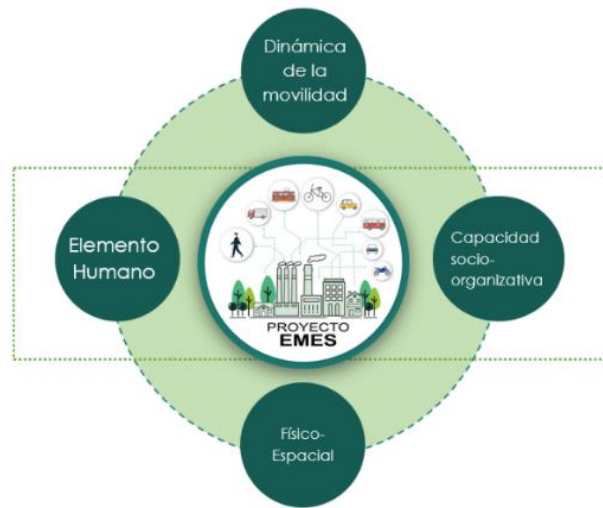 Dinámica
de la
movilidad
Elemento
Humano
PROYECTO
EMES
Capacidad
socio-
organizativa
Físico-
Espacial